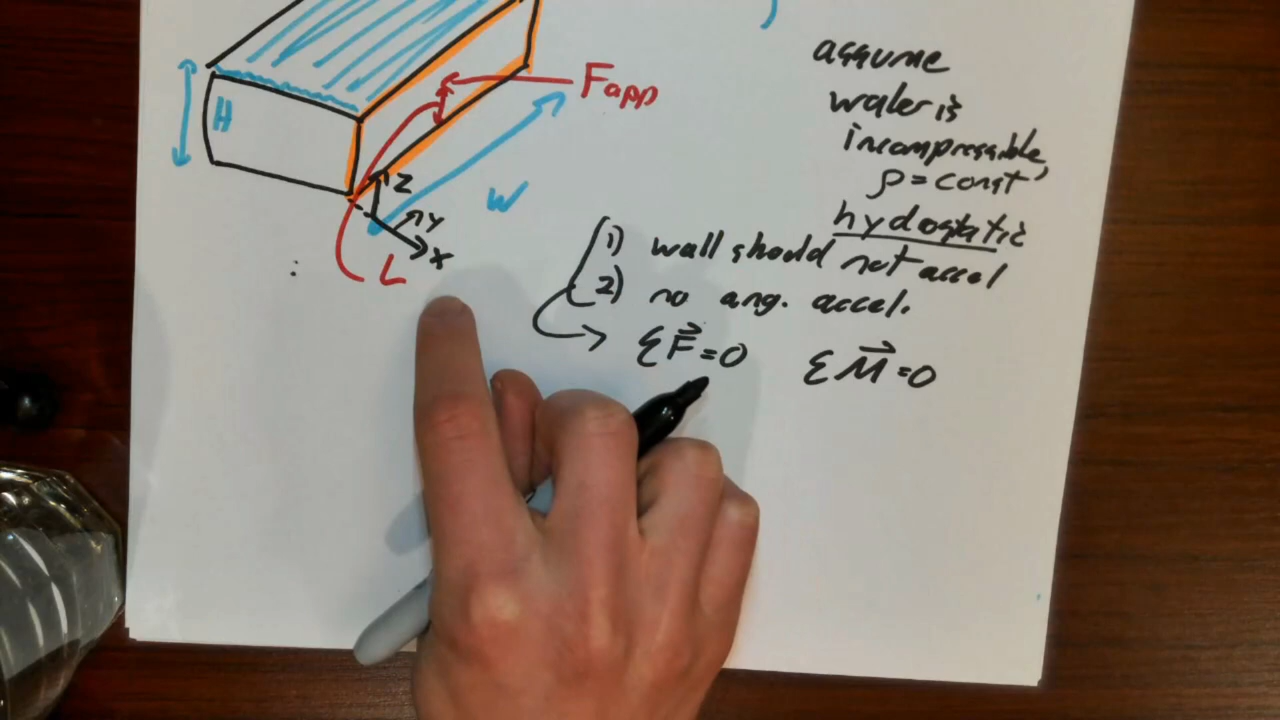 assume
water is
incompressible,
ρ = const
hydostatic
H
Fapp
W
Z
Y
X
L
1) wall should not accel
2) no ang. accel.
ΣF⃗=0 ΣM⃗=0